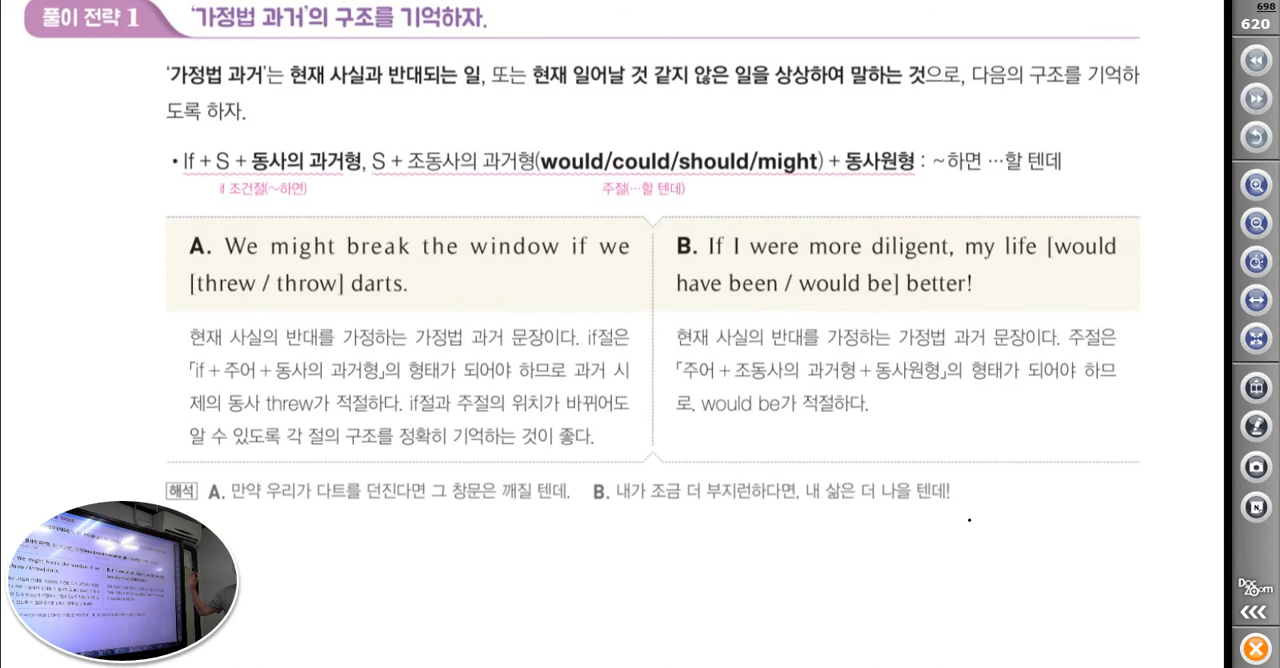 풀이 전략 1 '가정법 과거'의 구조를 기억하자.
'가정법 과거'는 현재 사실과 반대되는 일, 또는 현재 일어날 것 같지 않은 일을 상상하여 말하는 것으로, 다음의 구조를 기억하
도록 하자.
• If + S + 동사의 과거형, S + 조동사의 과거형(would/could/should/might) + 동사원형 : ~하면 …할 텐데
if 조건절(~하면) 주절(…할 텐데)
A. We might break the window if we
[threw / throw] darts.
현재 사실의 반대를 가정하는 가정법 과거 문장이다. if절은
「if + 주어 + 동사의 과거형」의 형태가 되어야 하므로 과거 시
제의 동사 threw가 적절하다. if절과 주절의 위치가 바뀌어도
알 수 있도록 각 절의 구조를 정확히 기억하는 것이 좋다.
B. If I were more diligent, my life [would
have been / would be] better!
현재 사실의 반대를 가정하는 가정법 과거 문장이다. 주절은
「주어 + 조동사의 과거형 + 동사원형」의 형태가 되어야 하므
로, would be가 적절하다.
해석 A. 만약 우리가 다트를 던진다면 그 창문은 깨질 텐데. B. 내가 조금 더 부지런하다면, 내 삶은 더 나을 텐데!
698
620
N
Doc
Zoom